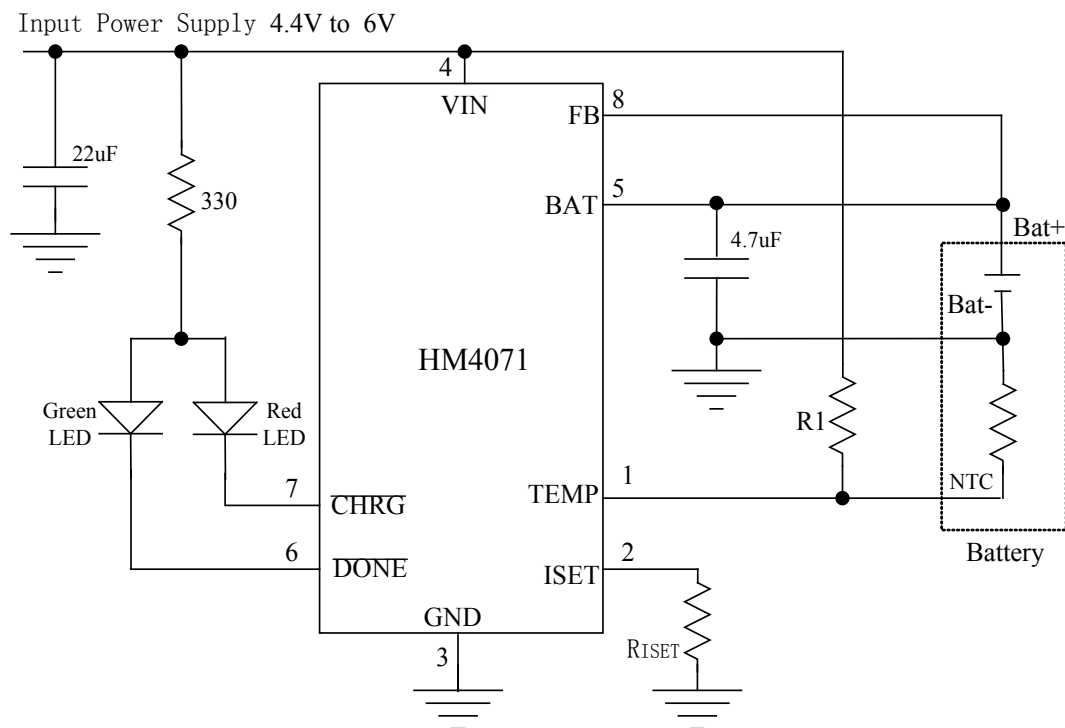 Input Power Supply 4.4V to 6V
4
VIN
8
FB
22uF
330
5
BAT
4.7uF
Bat+
Bat-
HM4071
Green
LED
Red
LED
R1
1
TEMP
NTC
7
CHRG
6
DONE
2
ISET
Battery
GND
3
RISET